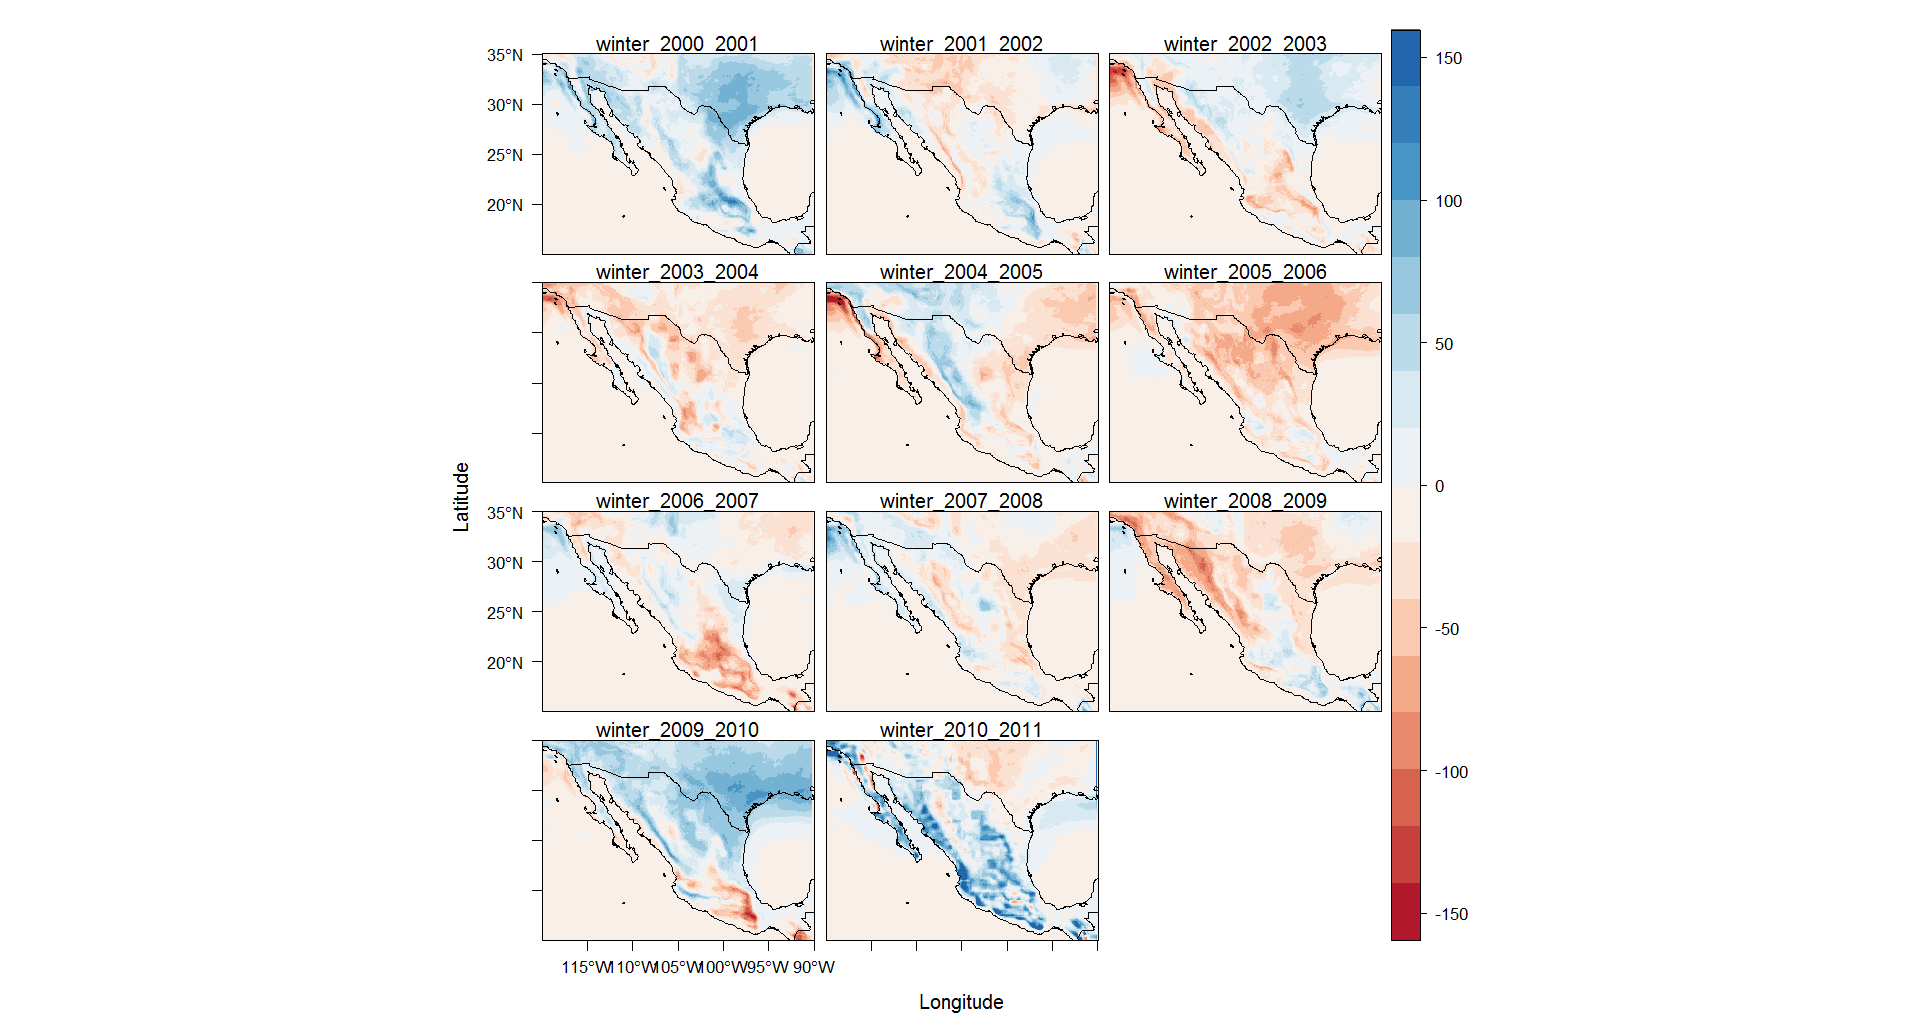 winter_2000_2001 winter_2001_2002 winter_2002_2003
35°N
30°N
25°N
20°N
winter_2003_2004 winter_2004_2005 winter_2005_2006
winter_2006_2007 winter_2007_2008 winter_2008_2009
35°N
30°N
25°N
20°N
winter_2009_2010 winter_2010_2011
115°W 110°W 105°W 100°W 95°W 90°W
Longitude
Latitude
150
100
50
0
-50
-100
-150